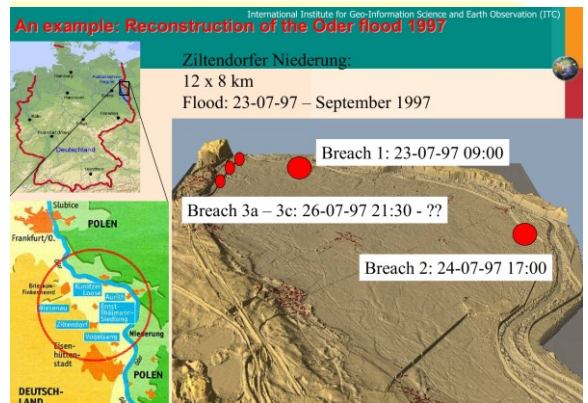 International Institute for Geo-Information Science and Earth Observation (ITC)
An example: Reconstruction of the Oder flood 1997
Ziltendorfer Niederung:
12 x 8 km
Flood: 23-07-97 – September 1997
Breach 1: 23-07-97 09:00
Breach 3a – 3c: 26-07-97 21:30 - ??
Breach 2: 24-07-97 17:00
Deutschland
Slubice
POLEN
Frankfurt/O.
Brieskow-
Finkenheerd
Kunitzer
Loose
Aurith
Wiesenau
Ernst-
Thälmann-
Siedlung
Ziltendorf
Vogelsang
Niederung
Eisen-
hütten-
stadt
POLEN
DEUTSCH-
LAND